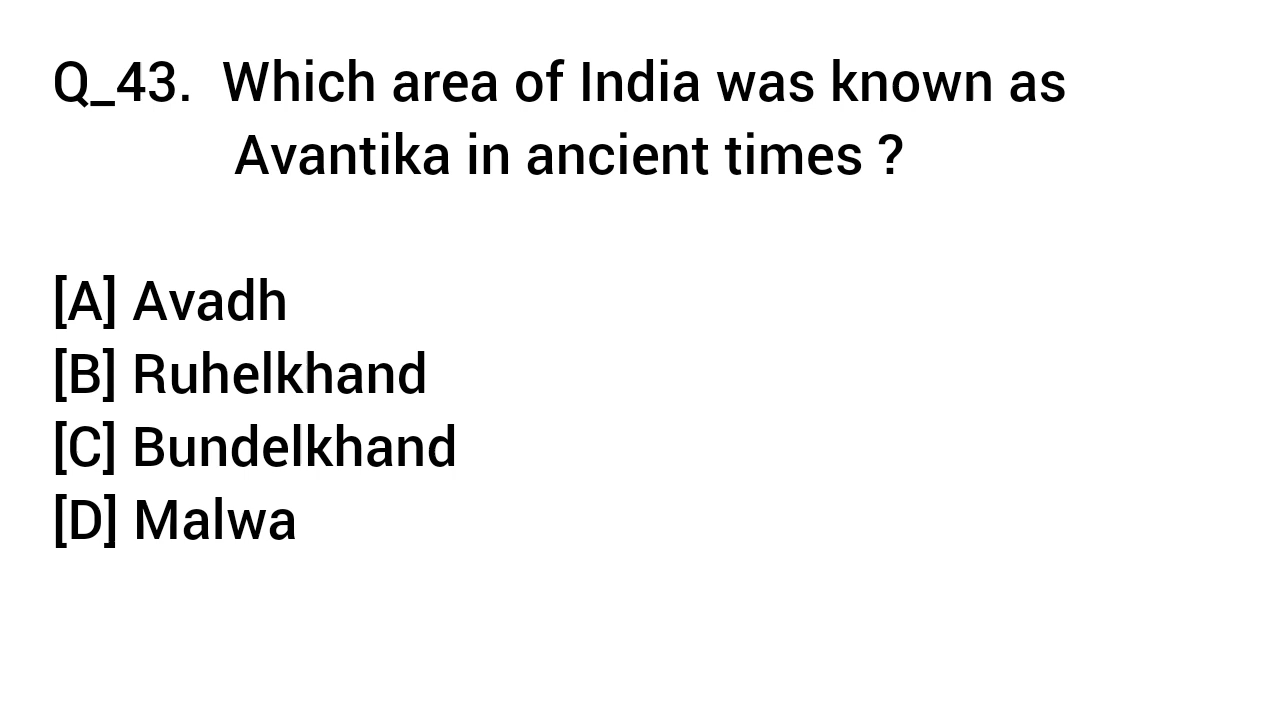 Q_43. Which area of India was known as
Avantika in ancient times ?
[A] Avadh
[B] Ruhelkhand
[C] Bundelkhand
[D] Malwa